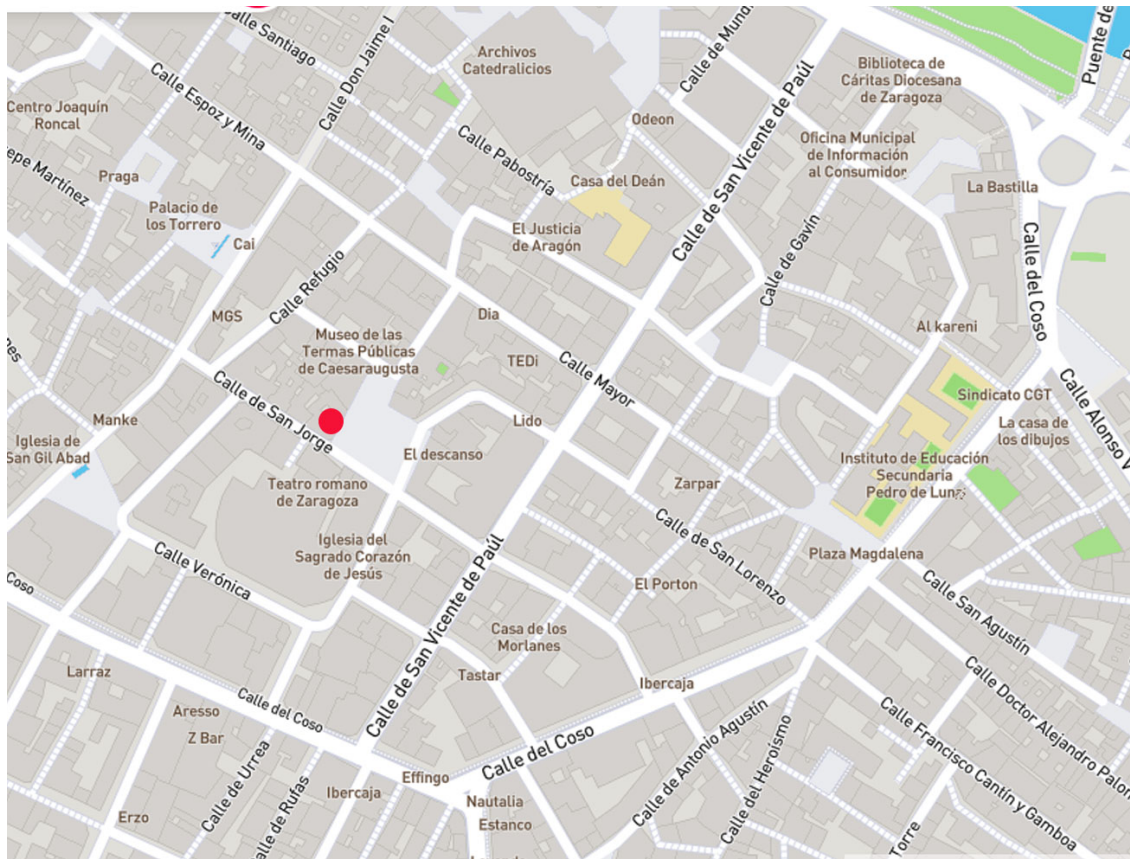 Calle Santiago
Calle Don Jaime I
Archivos
Catedralicios
Calle de San Vicente de Paúl
Biblioteca de
Cáritas Diocesana
de Zaragoza
Puente de
Calle Espoz y Mina
Centro Joaquín
Roncal
Odeon
Oficina Municipal
de Información
al Consumidor
Calle Pabostría
Casa del Deán
La Bastilla
Martínez
Praga
Palacio de
los Torrero
Cai
El Justicia
de Aragón
Calle de Gavín
Calle del Coso
Calle Refugio
MGS
Dia
Museo de las
Termas Públicas
de Caesaraugusta
TEDi
Al kareni
Calle Mayor
Calle de San Jorge
Sindicato CGT
La casa de
los dibujos
Calle Alonso V
Manke
Lido
Iglesia de
San Gil Abad
El descanso
Instituto de Educación
Secundaria
Pedro de Luna
Teatro romano
de Zaragoza
Zarpar
Calle de San Lorenzo
Iglesia del
Sagrado Corazón
de Jesús
Plaza Magdalena
Calle Verónica
Coso
El Porton
Calle San Agustín
Calle de San Vicente de Paúl
Casa de los
Morlanes
Larraz
Tastar
Ibercaja
Calle Doctor Alejandro Palom
Calle del Coso
Aresso
Z Bar
Calle Francisco Cantín y Gamboa
Calle del Coso
Calle de Antonio Agustín
Calle del Heroísmo
Calle de Urrea
Effingo
Ibercaja
Nautalia
Estanco
Erzo
Torre